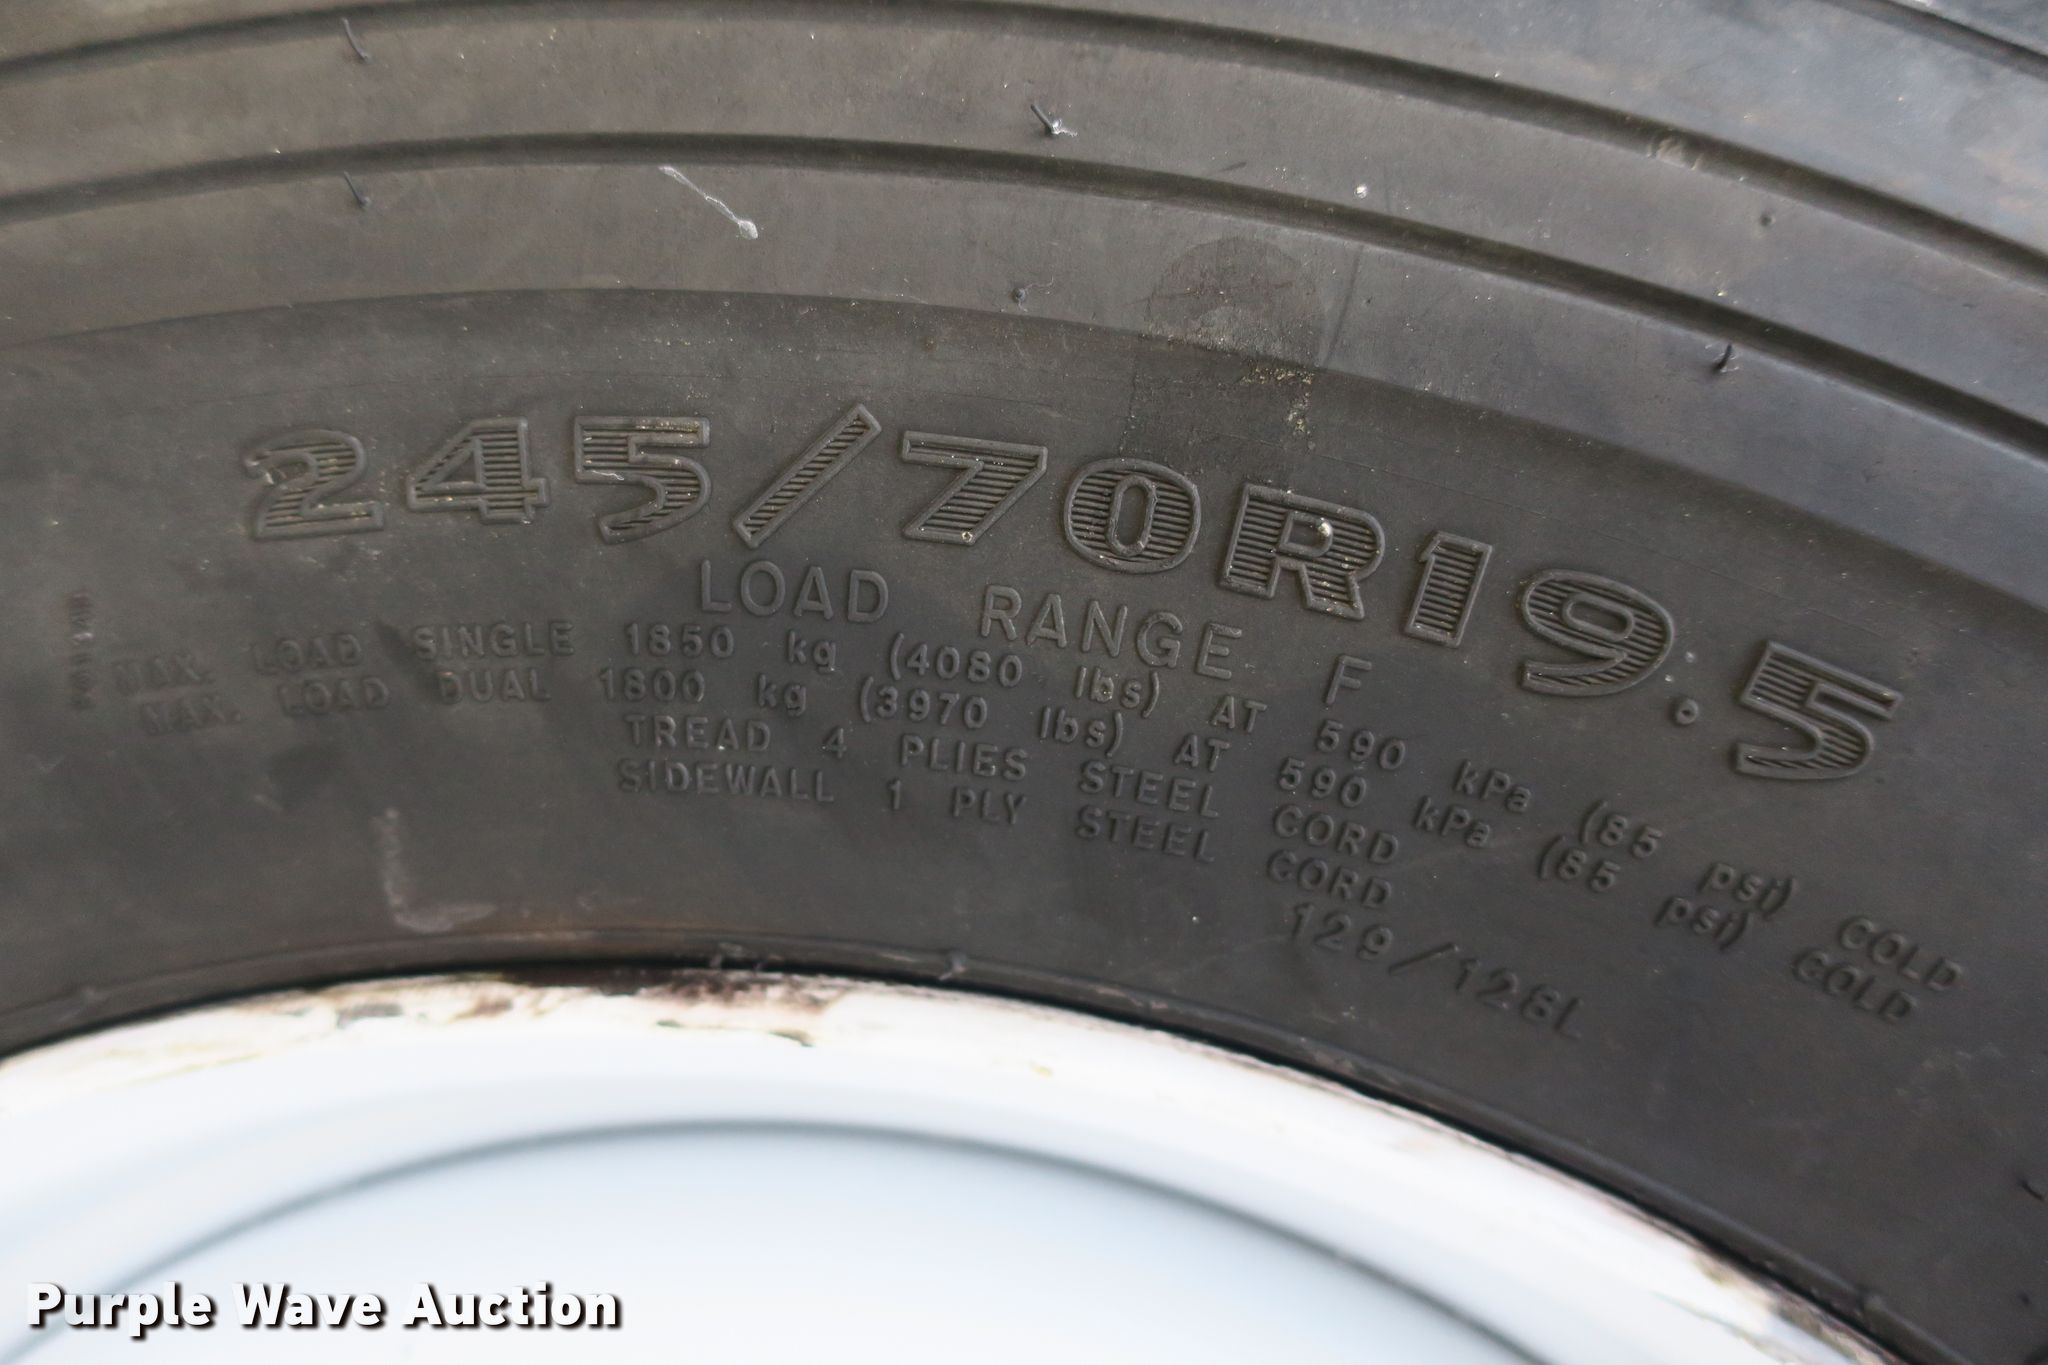 245/70R19.5
LOAD RANGE F
MAX. LOAD SINGLE 1850 kg (4080 lbs) AT 590 kPa (85 psi) COLD
MAX. LOAD DUAL 1800 kg (3970 lbs) AT 590 kPa (85 psi) COLD
TREAD 4 PLIES STEEL CORD
SIDEWALL 1 PLY STEEL CORD
129/128L
Purple Wave Auction